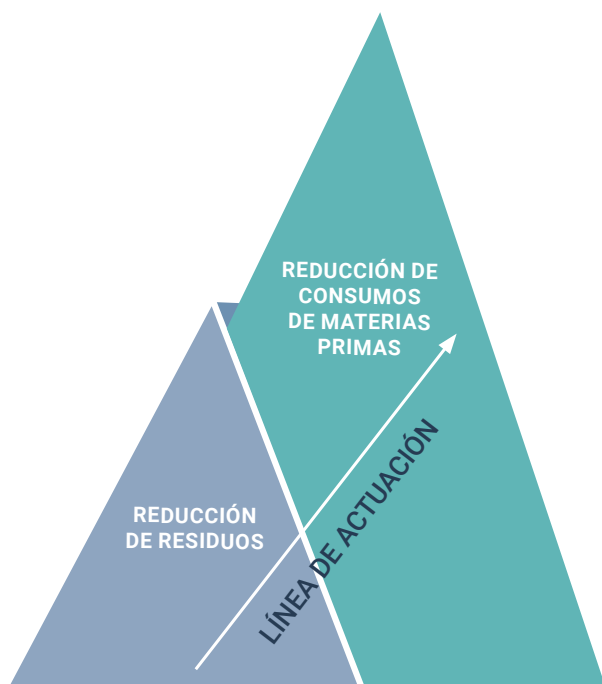 REDUCCIÓN DE
CONSUMOS
DE MATERIAS
PRIMAS
REDUCCIÓN
DE RESIDUOS
LÍNEA DE ACTUACIÓN